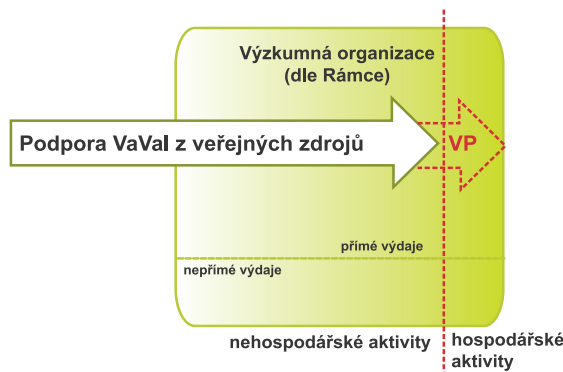 Výzkumná organizace
(dle Rámce)
Podpora VaVaI z veřejných zdrojů
VP
přímé výdaje
nepřímé výdaje
nehospodářské aktivity
hospodářské
aktivity